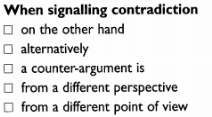 When signalling contradiction
☐ on the other hand
☐ alternatively
☐ a counter-argument is
☐ from a different perspective
☐ from a different point of view